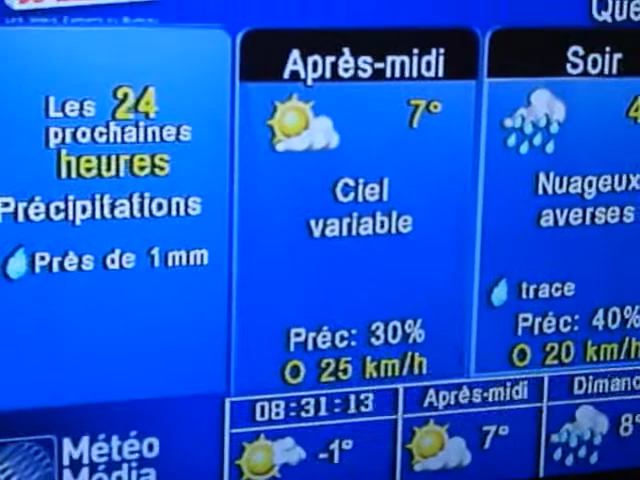 Qué
Les 24
prochaines
heures
Précipitations
Près de 1 mm
Après-midi
7°
Ciel
variable
Préc: 30%
O 25 km/h
Soir
4
Nuageux
averses
trace
Préc: 40%
O 20 km/h
Météo
Média
08:31:13
-1°
Après-midi
7°
Dimanc
8°